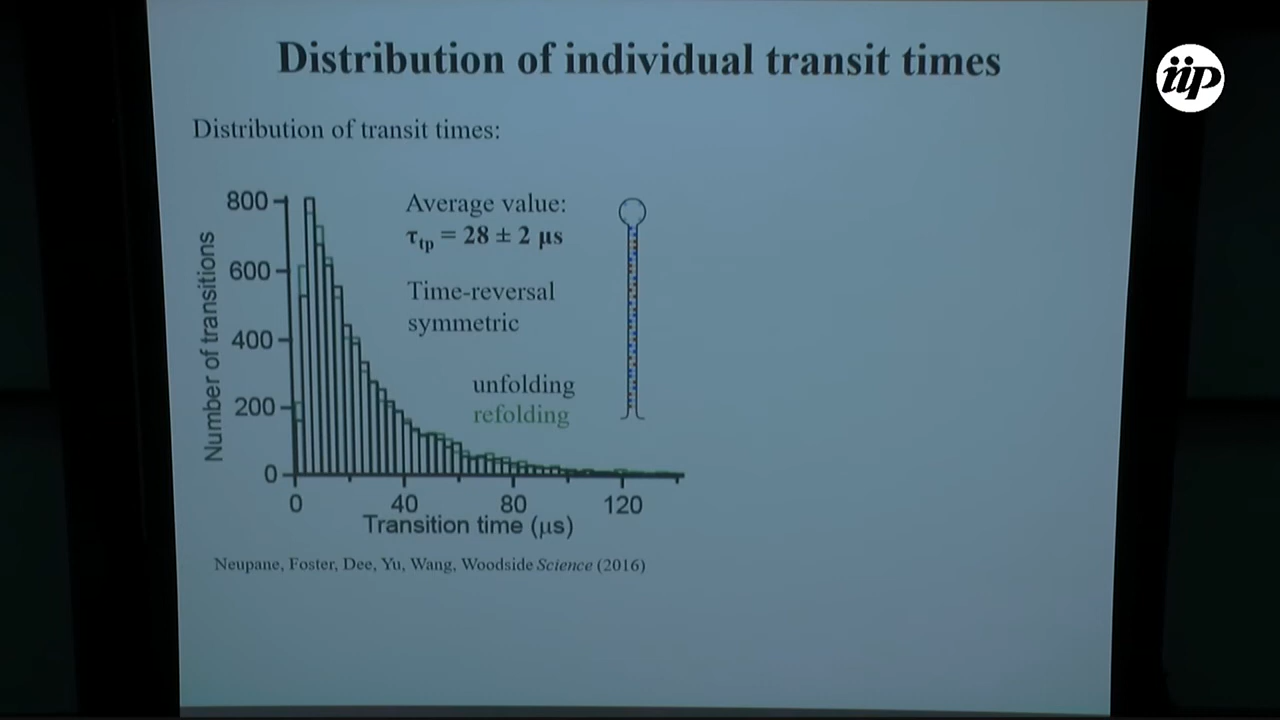 Distribution of individual transit times
iip
Distribution of transit times:
Average value:
τtp = 28 ± 2 μs
Time-reversal
symmetric
unfolding
refolding
Number of transitions
800
600
400
200
0
0 40 80 120
Transition time (μs)
Neupane, Foster, Dee, Yu, Wang, Woodside Science (2016)